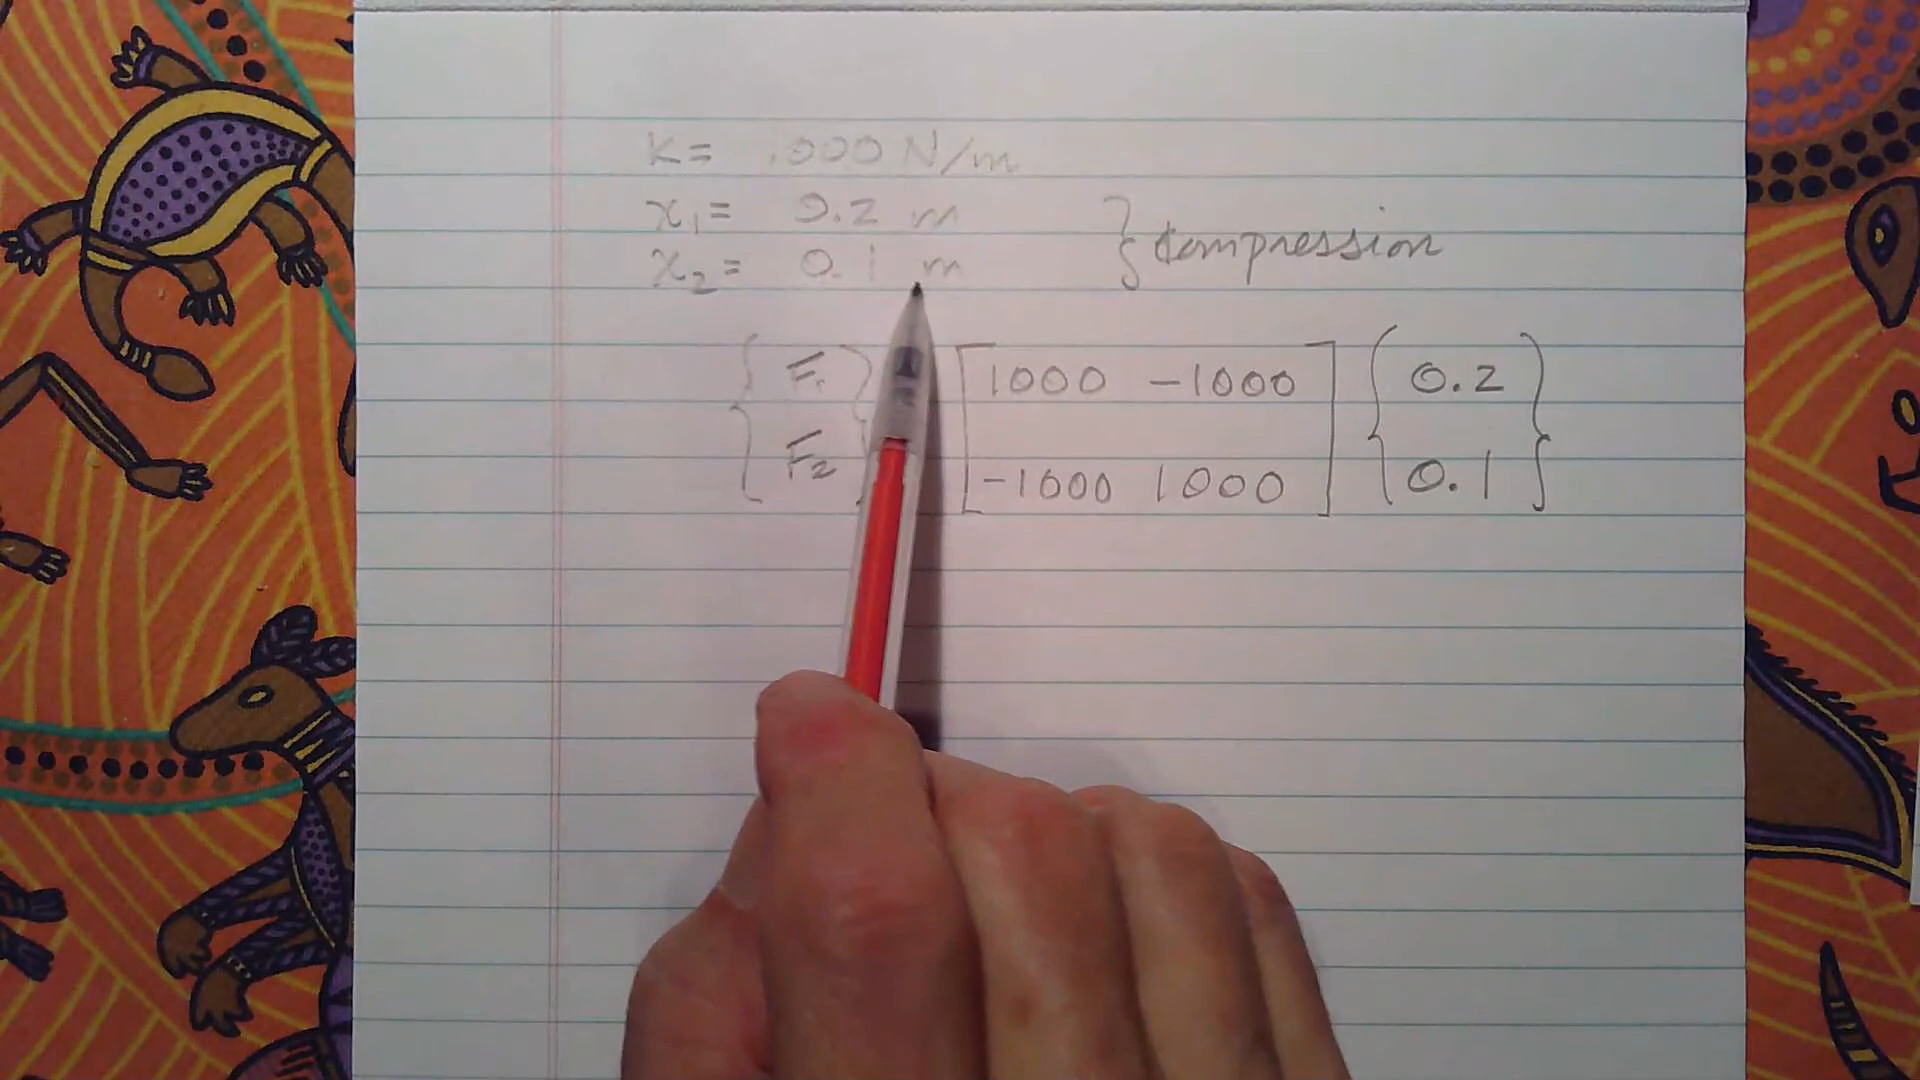 K= 1000 N/m
x₁= 0.2 m
x₂= 0.1 m } compression
{F₁ F₂} [1000 -1000 -1000 1000] {0.2 0.1}